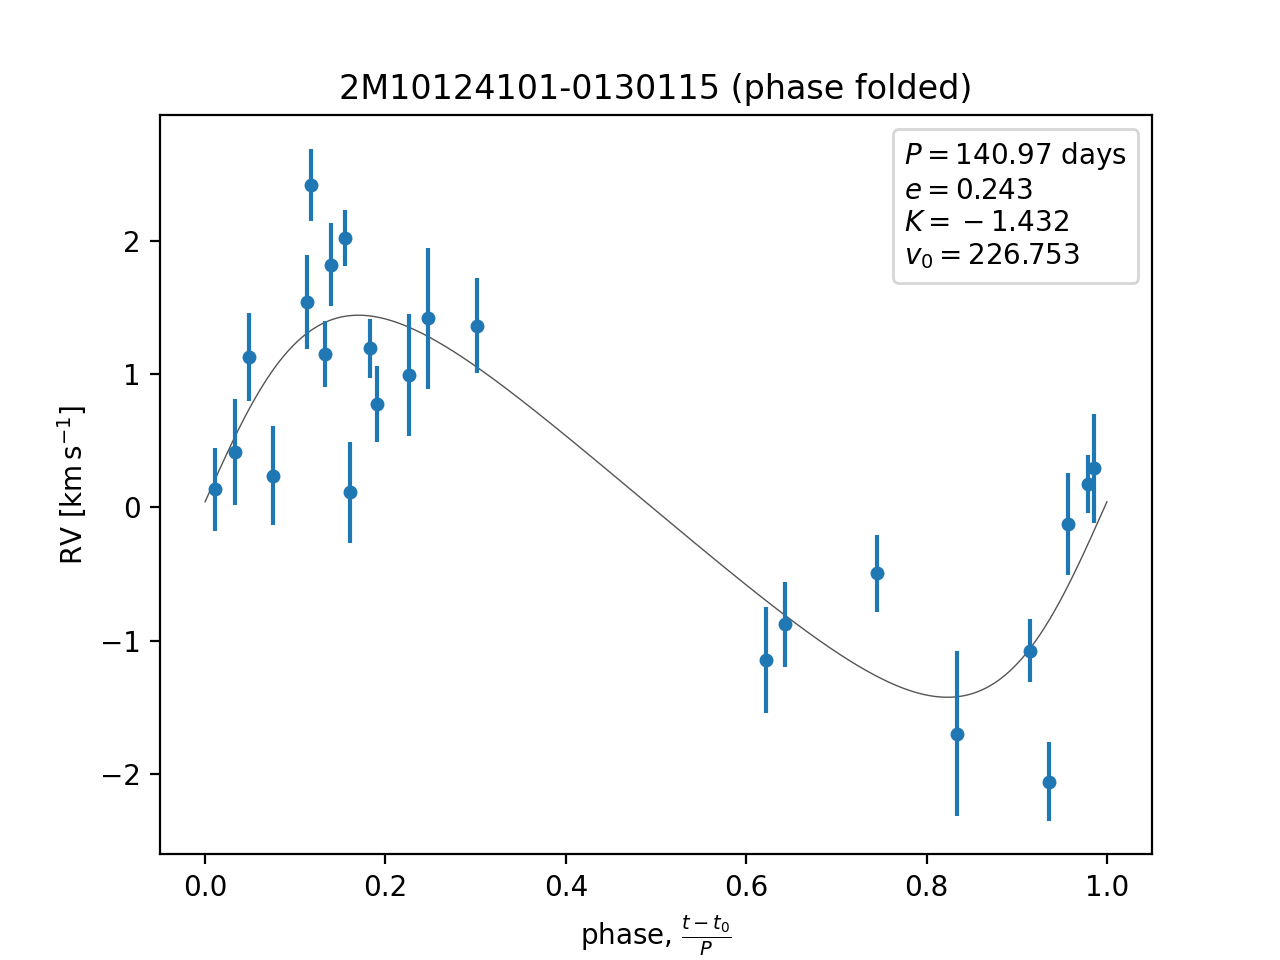 2M10124101-0130115 (phase folded)
P = 140.97 days
e = 0.243
K = −1.432
v₀ = 226.753
RV [km s⁻¹]
2
1
0
−1
−2
0.0 0.2 0.4 0.6 0.8 1.0
phase, (t − t₀)/P